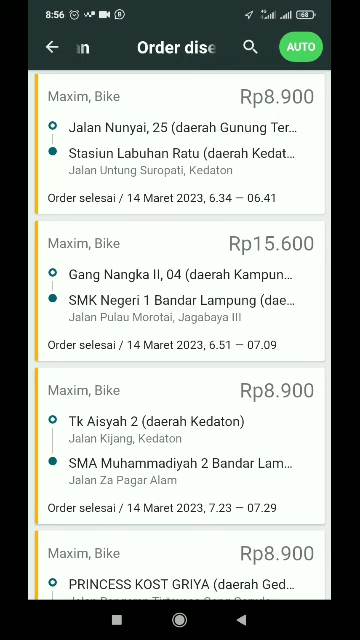 8:56 68
an Order dise AUTO
Maxim, Bike Rp8.900
Jalan Nunyai, 25 (daerah Gunung Ter...
Stasiun Labuhan Ratu (daerah Kedat...
Jalan Untung Suropati, Kedaton
Order selesai / 14 Maret 2023, 6.34 — 06.41
Maxim, Bike Rp15.600
Gang Nangka II, 04 (daerah Kampun...
SMK Negeri 1 Bandar Lampung (dae...
Jalan Pulau Morotai, Jagabaya III
Order selesai / 14 Maret 2023, 6.51 — 07.09
Maxim, Bike Rp8.900
Tk Aisyah 2 (daerah Kedaton)
Jalan Kijang, Kedaton
SMA Muhammadiyah 2 Bandar Lam...
Jalan Za Pagar Alam
Order selesai / 14 Maret 2023, 7.23 — 07.29
Maxim, Bike Rp8.900
PRINCESS KOST GRIYA (daerah Ged...